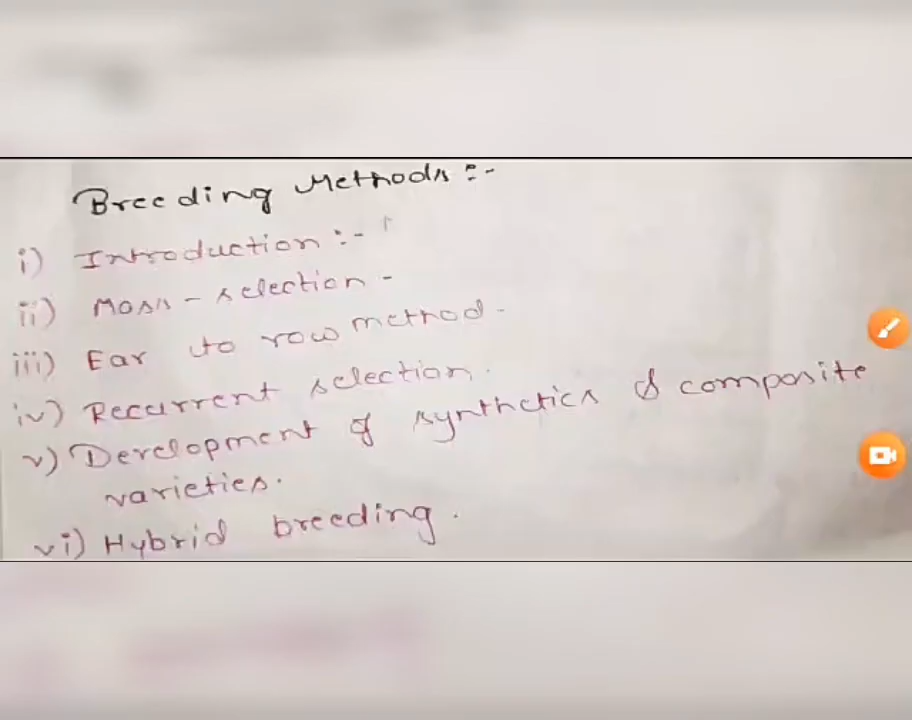 Breeding Methods :-
i) Introduction :-
ii) Mass - selection -
iii) Ear to row method -
iv) Recurrent selection.
v) Development of synthetics & composite
varieties.
vi) Hybrid breeding.